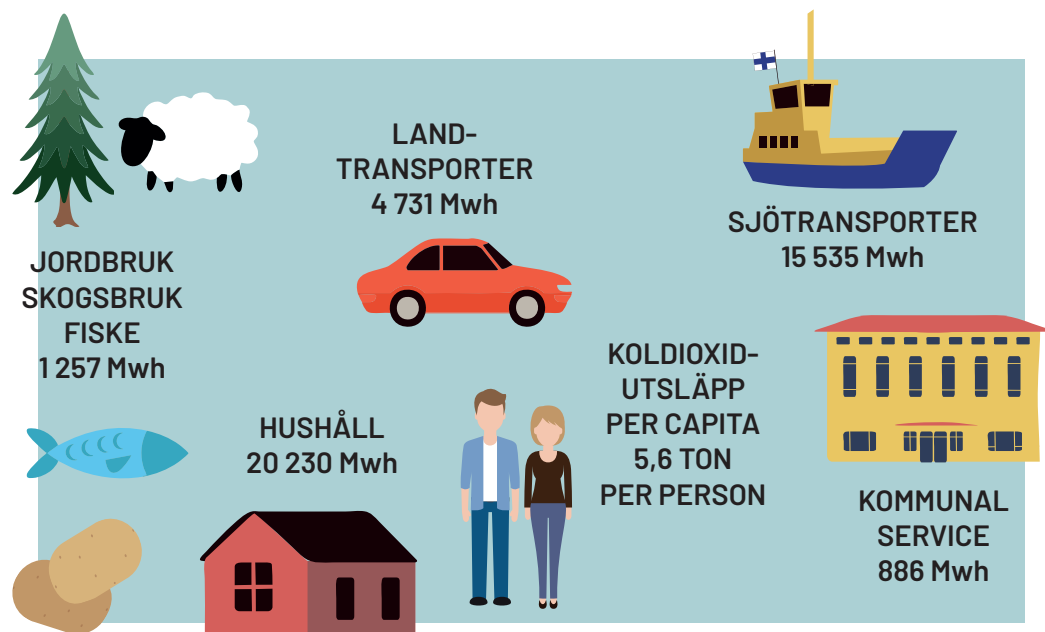 LAND-
TRANSPORTER
4 731 Mwh
SJÖTRANSPORTER
15 535 Mwh
JORDBRUK
SKOGSBRUK
FISKE
1 257 Mwh
HUSHÅLL
20 230 Mwh
KOLDIOXID-
UTSLÄPP
PER CAPITA
5,6 TON
PER PERSON
KOMMUNAL
SERVICE
886 Mwh